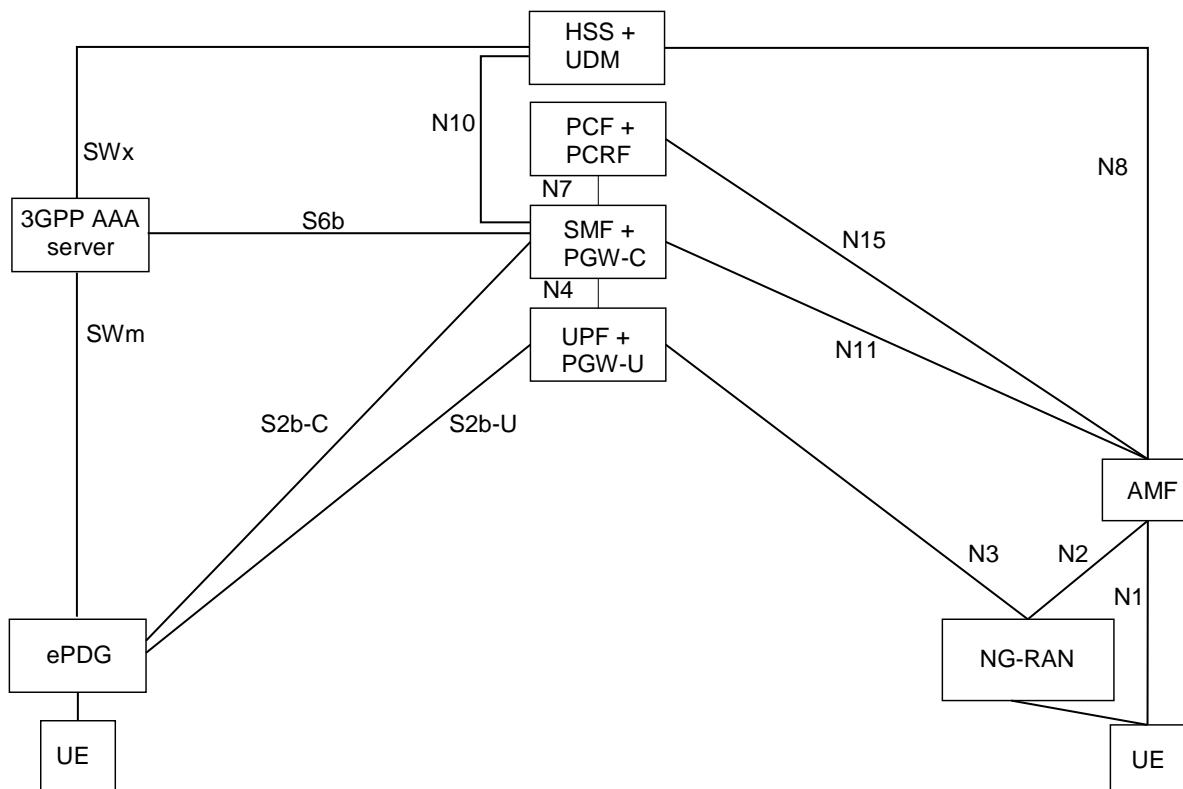 HSS +
UDM
N10
PCF +
PCRF
SWx
N8
N7
3GPP AAA
server
S6b
SMF +
PGW-C
N15
N4
SWm
UPF +
PGW-U
N11
S2b-C
S2b-U
AMF
N3
N2
N1
ePDG
NG-RAN
UE
UE